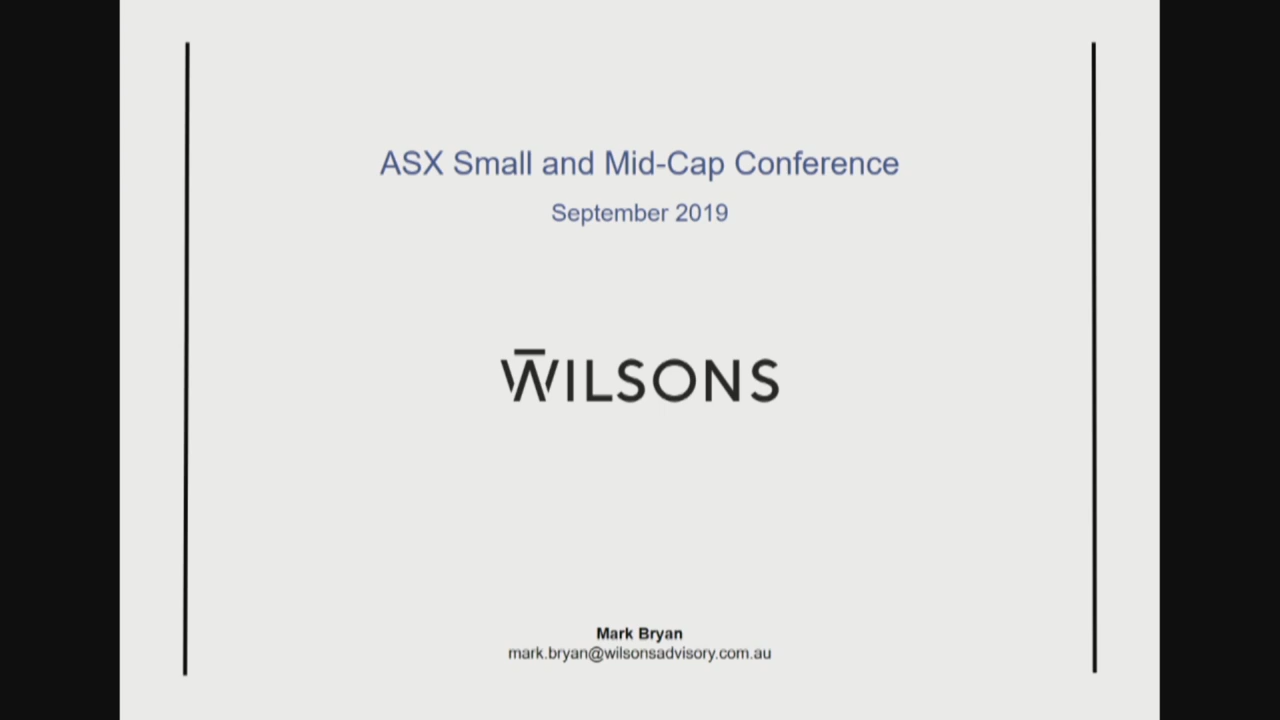 ASX Small and Mid-Cap Conference
September 2019
WILSONS
Mark Bryan
mark.bryan@wilsonsadvisory.com.au